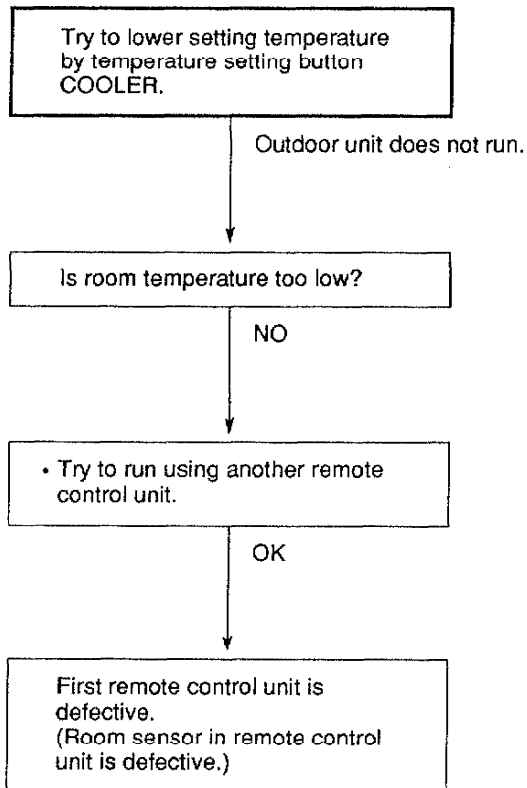 Try to lower setting temperature
by temperature setting button
COOLER.
Outdoor unit does not run.
Is room temperature too low?
NO
• Try to run using another remote
control unit.
OK
First remote control unit is
defective.
(Room sensor in remote control
unit is defective.)